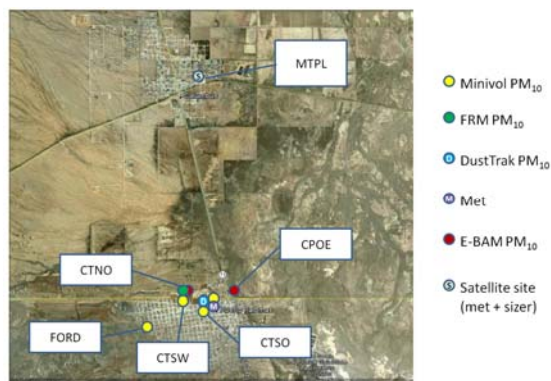 MTPL
Minivol PM10
FRM PM10
DustTrak PM10
D
Met
M
E-BAM PM10
S
Satellite site
(met + sizer)
S
CPOE
CTNO
D
M
FORD
CTSW
CTSO